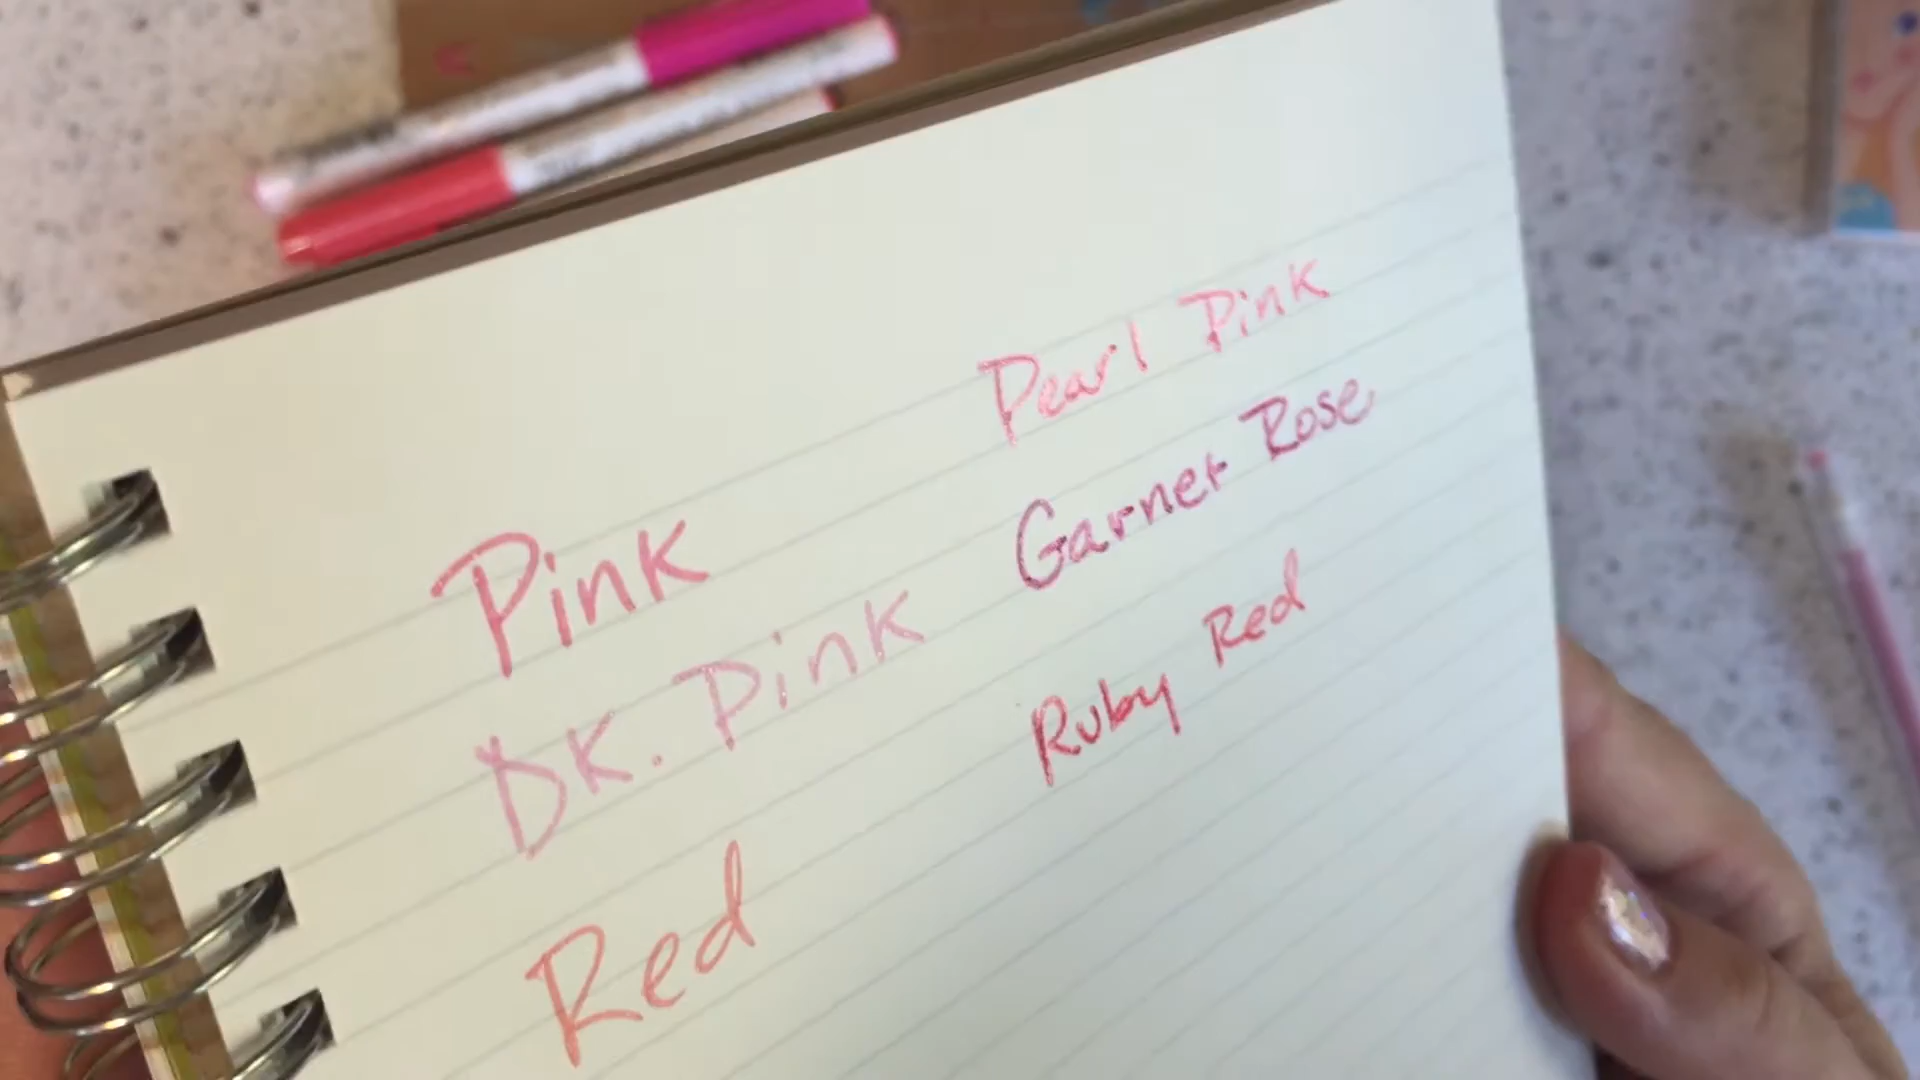 Pink
DK. Pink
Red
Pearl Pink
Garnet Rose
Ruby Red